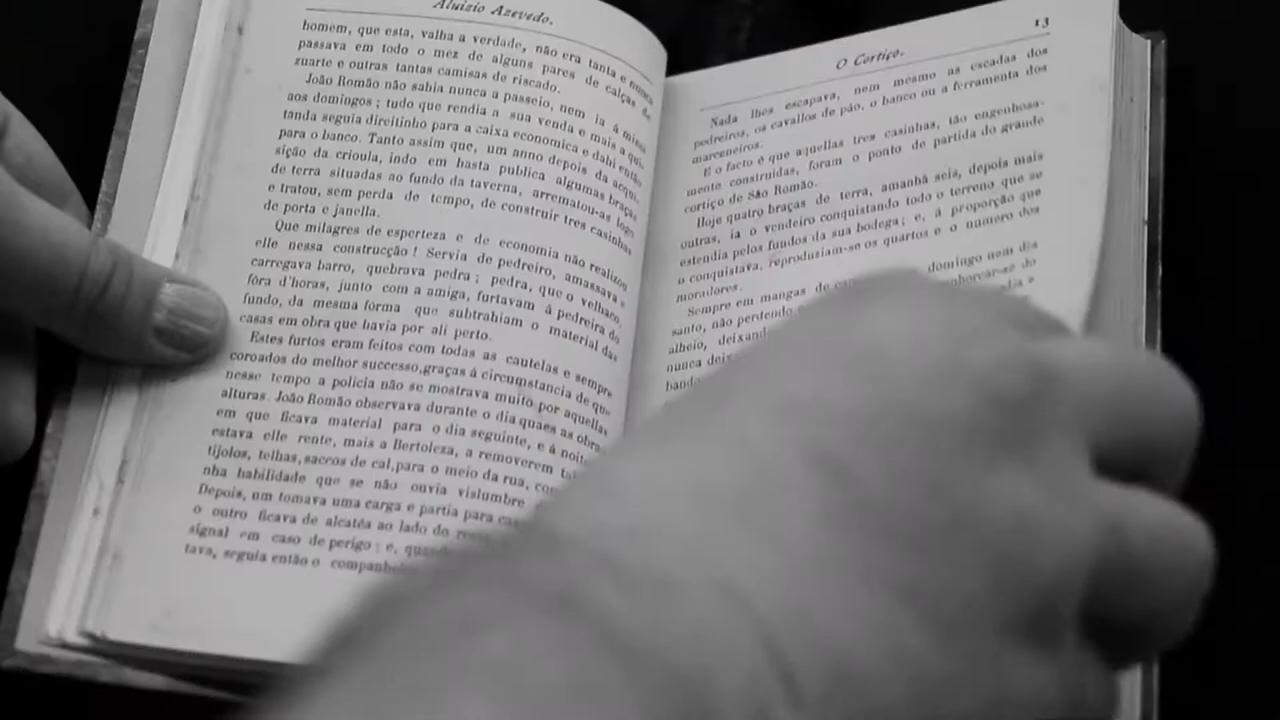 Aluizio Azevedo.
homem, que esta, valha a verdade, não era tanta e nunca
passava em todo o mez de alguns pares de calças de
zuarte e outras tantas camisas de riscado.
João Romão não sabia nunca a passeio, nem ia á missa
aos domingos ; tudo que rendia a sua venda e mais a qui-
tanda seguia direitinho para a caixa economica e dahi então
para o banco. Tanto assim que, um anno depois da acqui-
sição da crioula, indo em hasta publica algumas braças
de terra situadas ao fundo da taverna, arrematou-as logo
e tratou, sem perda de tempo, de construir tres casinhas
de porta e janella.
Que milagres de esperteza e de economia não realizou
elle nessa construcção ! Servia de pedreiro, amassava e
carregava barro, quebrava pedra ; pedra, que o velhaco,
fóra d'horas, junto com a amiga, furtavam á pedreira do
fundo, da mesma forma que subtrahiam o material das
casas em obra que havia por alí perto.
Estes furtos eram feitos com todas as cautelas e sempre
coroados do melhor successo,graças á circumstancia de que
nesse tempo a policia não se mostrava muito por aquellas
alturas. João Romão observava durante o dia quaes as obras
em que ficava material para o dia seguinte, e á noite
estava elle rente, mais a Bertoleza, a removerem
tijolos, telhas,saccos de cal,para o meio da rua,
nha habilidade que se não ouvia vislumbre
Depois, um tomava uma carga e partia para
o outro ficava de alcatéa ao lado do
signal em caso de perigo ; e,
tava, seguia então o
13
O Cortiço.
Nada lhes escapava, nem mesmo as escadas dos
pedreiros, os cavallos de páo, o banco ou a ferramenta dos
marceneiros.
E o facto é que aquellas tres casinhas, tão engenhosa-
mente construidas, foram o ponto de partida do grande
cortiço de São Romão.
Hoje quatro braças de terra, amanhã seis, depois mais
outras, ia o vendeiro conquistando todo o terreno que se
estendia pelos fundos da sua bodega ; e, á proporção que
o conquistava, reproduziam-se os quartos e o numero dos
moradores.
Sempre em mangas de domingo nem dia
santo, não perdendo do
alheio, e
nunca